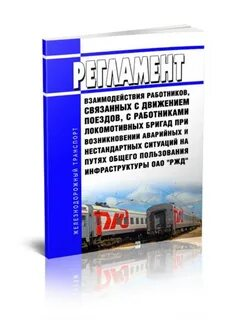 РЕГЛАМЕНТ
ВЗАИМОДЕЙСТВИЯ РАБОТНИКОВ,
СВЯЗАННЫХ С ДВИЖЕНИЕМ
ПОЕЗДОВ, С РАБОТНИКАМИ
ЛОКОМОТИВНЫХ БРИГАД ПРИ
ВОЗНИКНОВЕНИИ АВАРИЙНЫХ И
НЕСТАНДАРТНЫХ СИТУАЦИЙ НА
ПУТЯХ ОБЩЕГО ПОЛЬЗОВАНИЯ
ИНФРАСТРУКТУРЫ ОАО "РЖД"
ЖЕЛЕЗНОДОРОЖНЫЙ ТРАНСПОРТ
РЖД